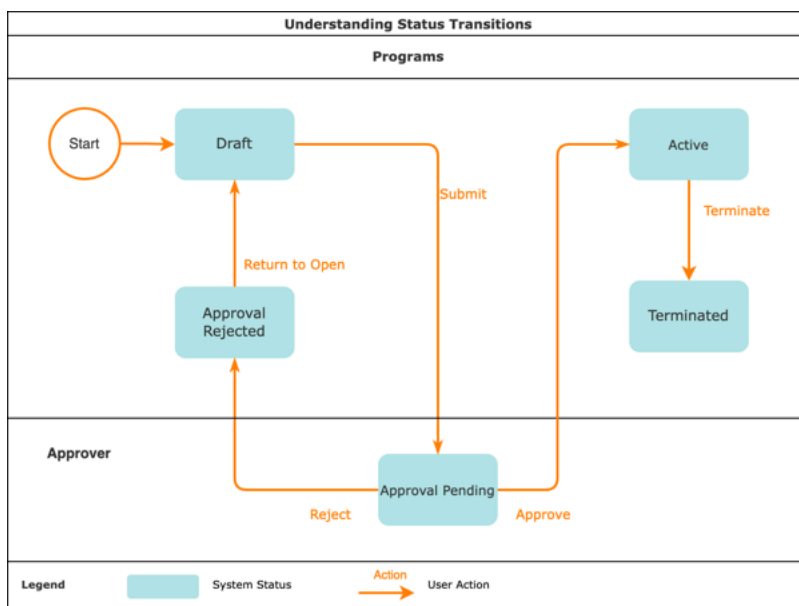 Understanding Status Transitions
Programs
Start
Draft
Active
Submit
Terminate
Return to Open
Approval
Rejected
Terminated
Approver
Approval Pending
Reject
Approve
Legend
System Status
Action
User Action